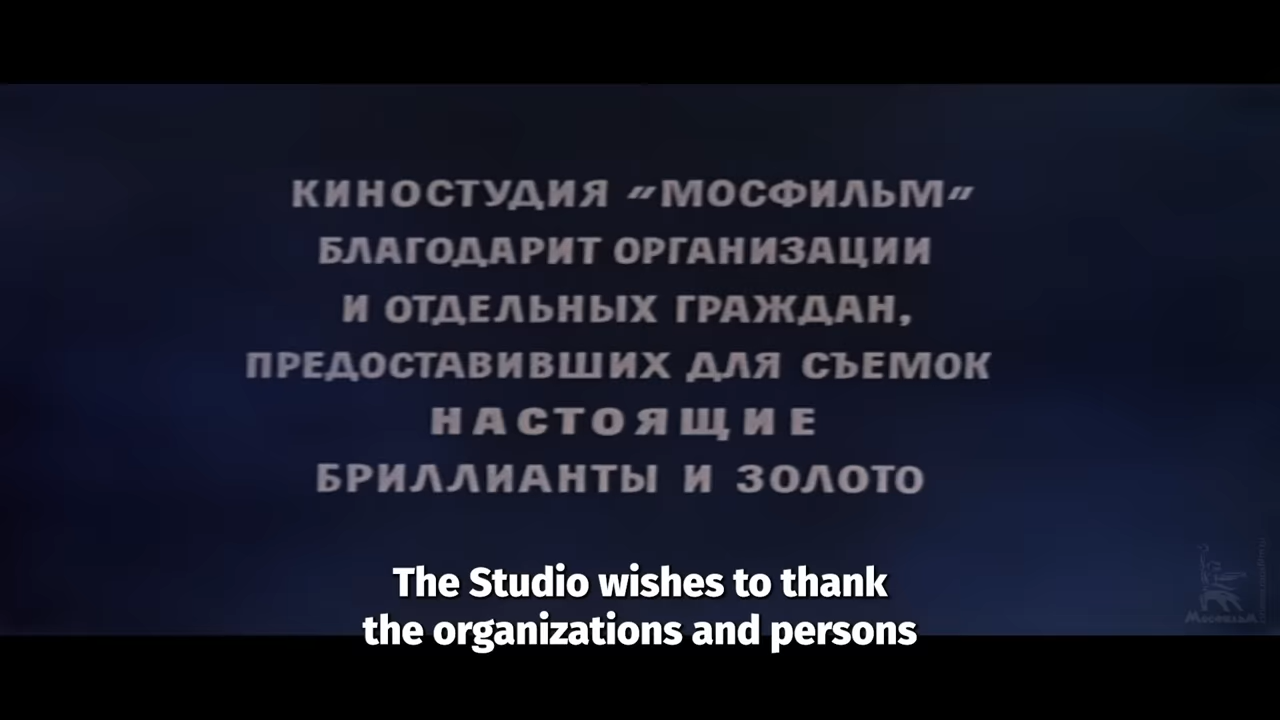 КИНОСТУДИЯ "МОСФИЛЬМ"
БЛАГОДАРИТ ОРГАНИЗАЦИИ
И ОТДЕЛЬНЫХ ГРАЖДАН,
ПРЕДОСТАВИВШИХ ДЛЯ СЪЕМОК
НАСТОЯЩИЕ
БРИЛЛИАНТЫ И ЗОЛОТО
The Studio wishes to thank
the organizations and persons
МОСФИЛЬМ